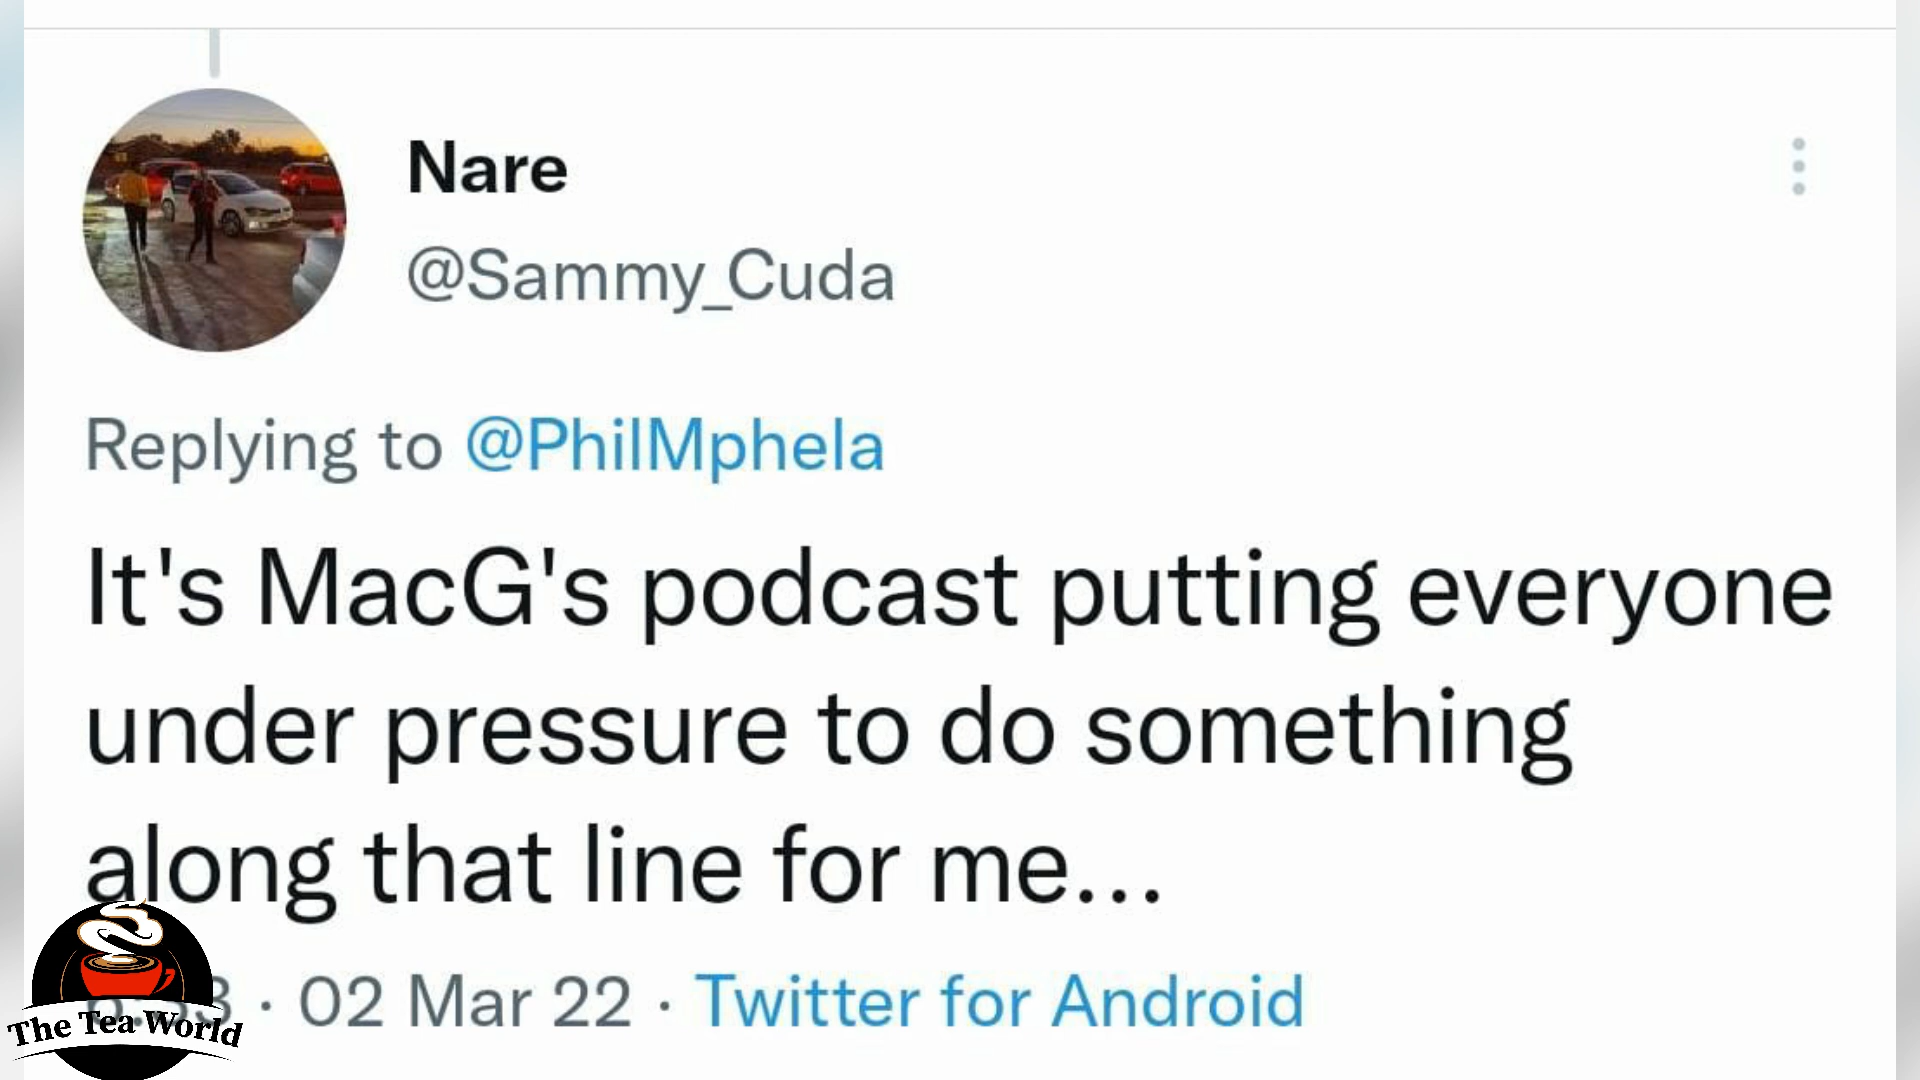 Nare
@Sammy_Cuda
Replying to @PhilMphela
It's MacG's podcast putting everyone
under pressure to do something
along that line for me...
· 02 Mar 22 · Twitter for Android
The Tea World